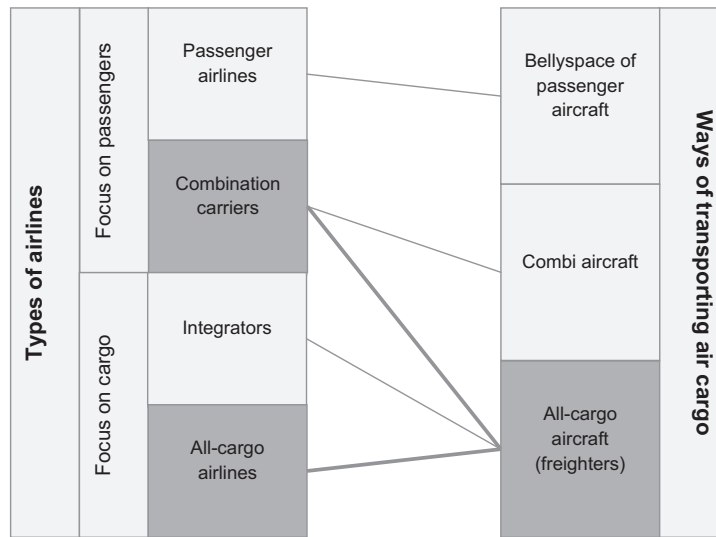 Types of airlines
Focus on passengers
Passenger
airlines
Combination
carriers
Focus on cargo
Integrators
All-cargo
airlines
Bellyspace of
passenger
aircraft
Combi aircraft
All-cargo
aircraft
(freighters)
Ways of transporting air cargo